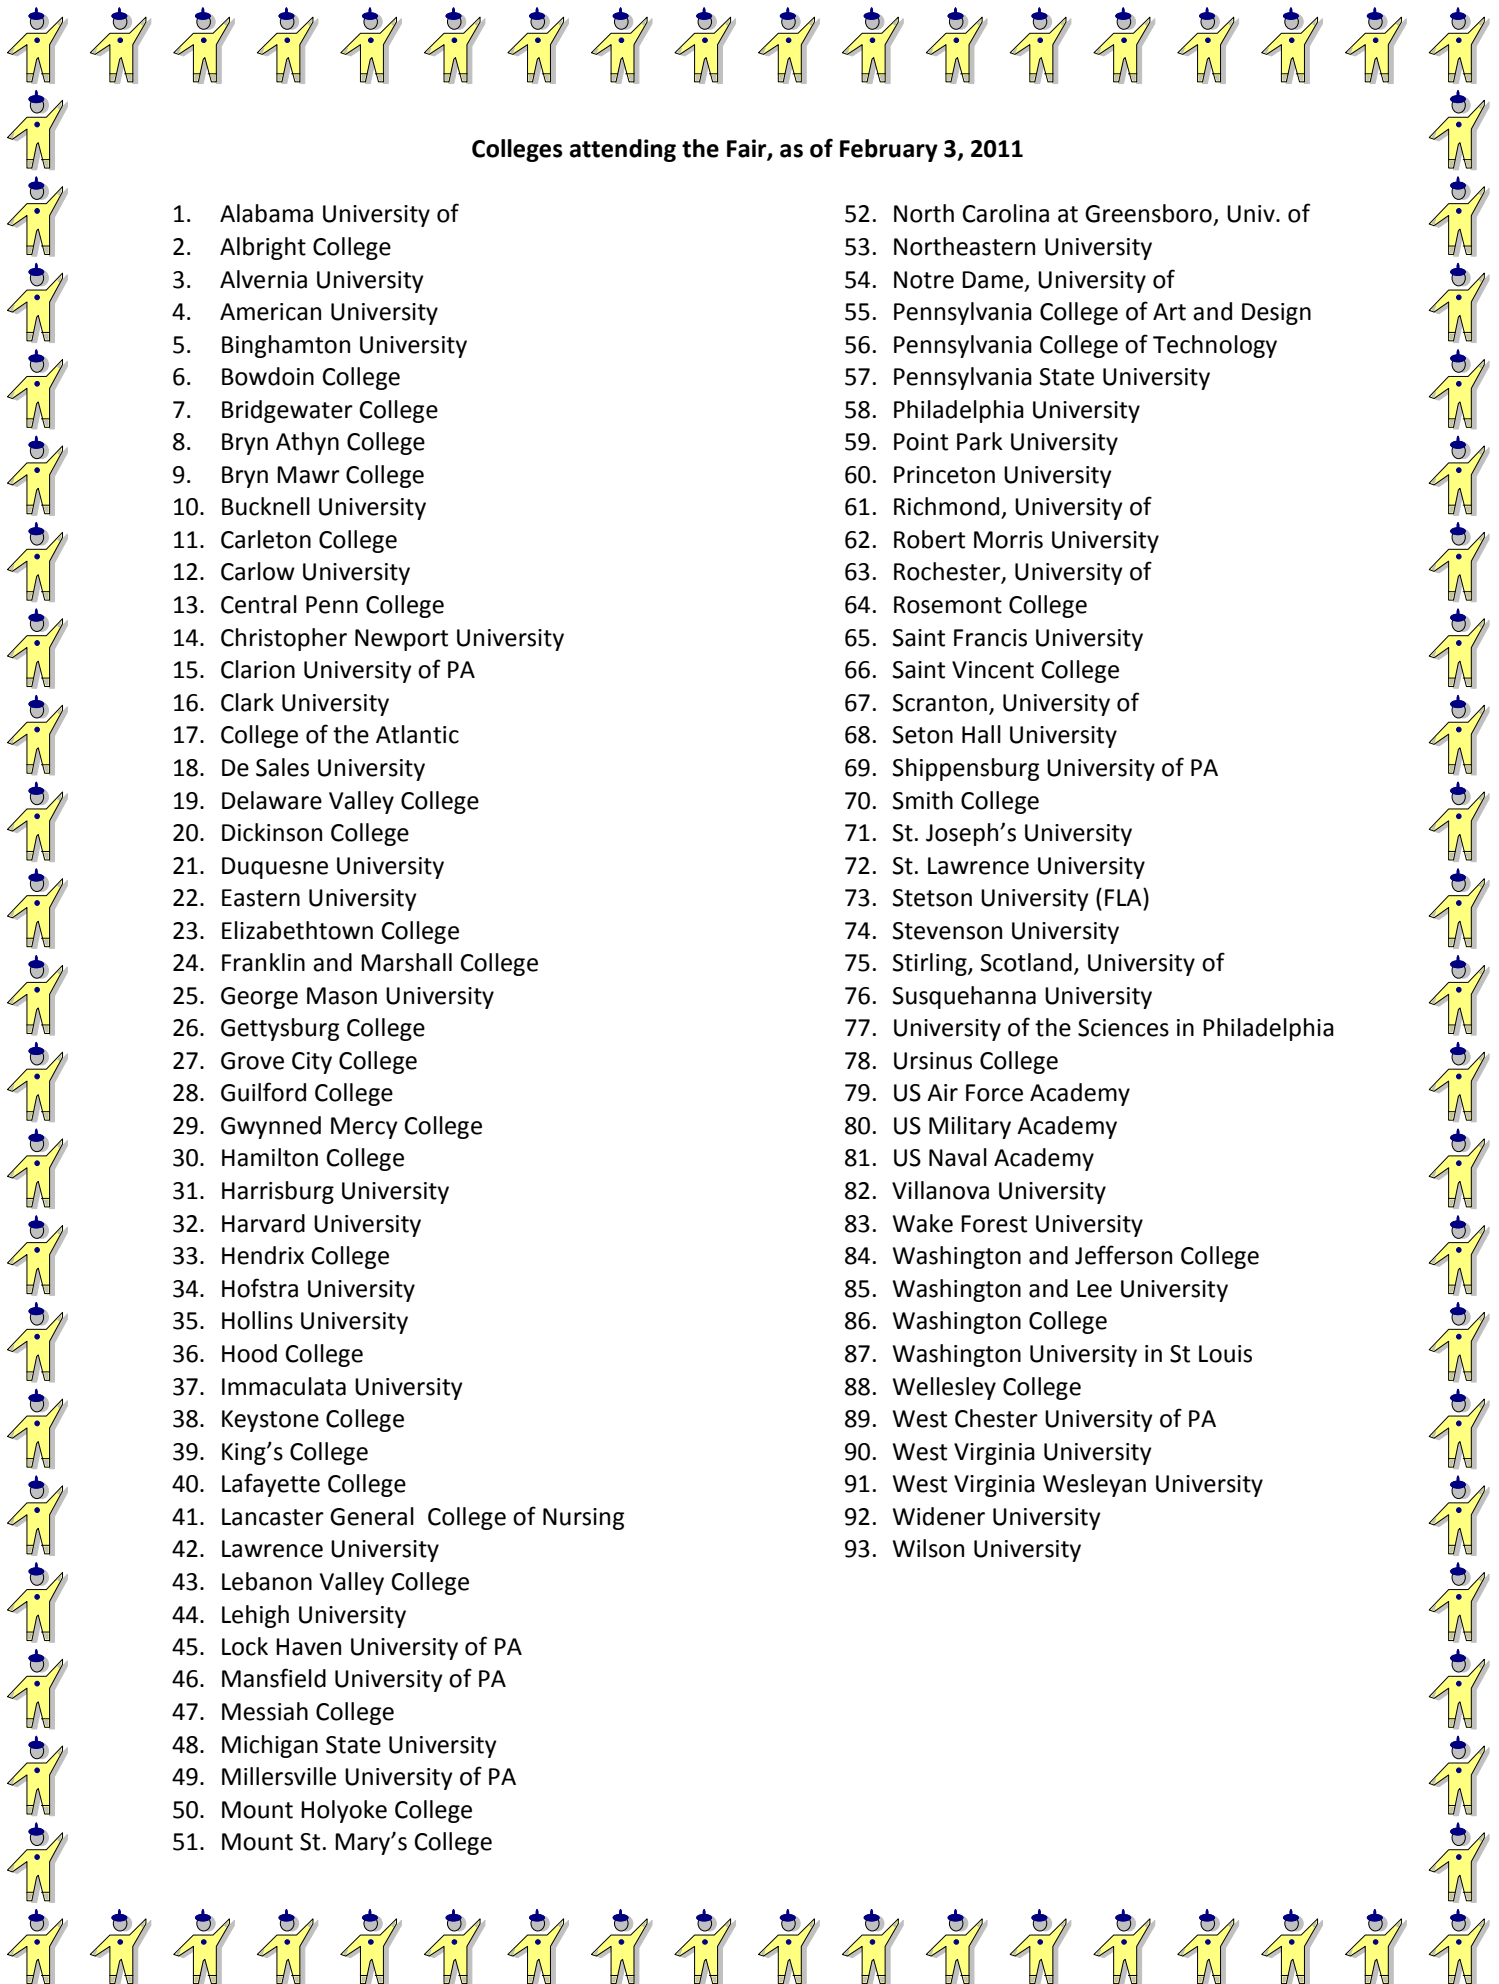 Colleges attending the Fair, as of February 3, 2011
1. Alabama University of
2. Albright College
3. Alvernia University
4. American University
5. Binghamton University
6. Bowdoin College
7. Bridgewater College
8. Bryn Athyn College
9. Bryn Mawr College
10. Bucknell University
11. Carleton College
12. Carlow University
13. Central Penn College
14. Christopher Newport University
15. Clarion University of PA
16. Clark University
17. College of the Atlantic
18. De Sales University
19. Delaware Valley College
20. Dickinson College
21. Duquesne University
22. Eastern University
23. Elizabethtown College
24. Franklin and Marshall College
25. George Mason University
26. Gettysburg College
27. Grove City College
28. Guilford College
29. Gwynned Mercy College
30. Hamilton College
31. Harrisburg University
32. Harvard University
33. Hendrix College
34. Hofstra University
35. Hollins University
36. Hood College
37. Immaculata University
38. Keystone College
39. King’s College
40. Lafayette College
41. Lancaster General  College of Nursing
42. Lawrence University
43. Lebanon Valley College
44. Lehigh University
45. Lock Haven University of PA
46. Mansfield University of PA
47. Messiah College
48. Michigan State University
49. Millersville University of PA
50. Mount Holyoke College
51. Mount St. Mary’s College
52. North Carolina at Greensboro, Univ. of
53. Northeastern University
54. Notre Dame, University of
55. Pennsylvania College of Art and Design
56. Pennsylvania College of Technology
57. Pennsylvania State University
58. Philadelphia University
59. Point Park University
60. Princeton University
61. Richmond, University of
62. Robert Morris University
63. Rochester, University of
64. Rosemont College
65. Saint Francis University
66. Saint Vincent College
67. Scranton, University of
68. Seton Hall University
69. Shippensburg University of PA
70. Smith College
71. St. Joseph’s University
72. St. Lawrence University
73. Stetson University (FLA)
74. Stevenson University
75. Stirling, Scotland, University of
76. Susquehanna University
77. University of the Sciences in Philadelphia
78. Ursinus College
79. US Air Force Academy
80. US Military Academy
81. US Naval Academy
82. Villanova University
83. Wake Forest University
84. Washington and Jefferson College
85. Washington and Lee University
86. Washington College
87. Washington University in St Louis
88. Wellesley College
89. West Chester University of PA
90. West Virginia University
91. West Virginia Wesleyan University
92. Widener University
93. Wilson University